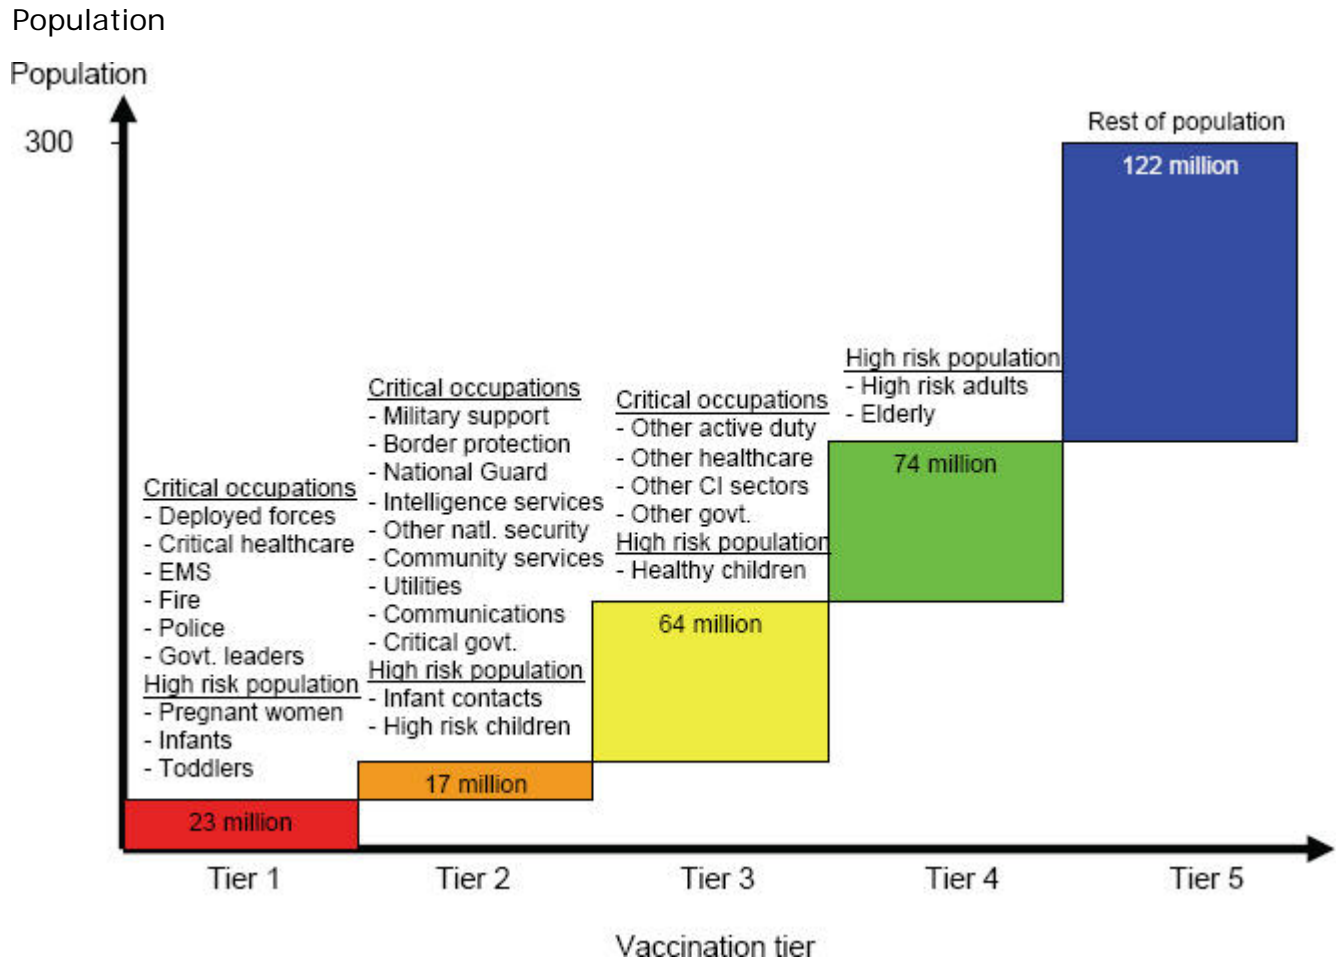 Population
Population
300
Rest of population
122 million
High risk population
- High risk adults
- Elderly
74 million
Critical occupations
- Other active duty
- Other healthcare
- Other CI sectors
- Other govt.
High risk population
- Healthy children
64 million
Critical occupations
- Military support
- Border protection
- National Guard
- Intelligence services
- Other natl. security
- Community services
- Utilities
- Communications
- Critical govt.
High risk population
- Infant contacts
- High risk children
17 million
Critical occupations
- Deployed forces
- Critical healthcare
- EMS
- Fire
- Police
- Govt. leaders
High risk population
- Pregnant women
- Infants
- Toddlers
23 million
Tier 1
Tier 2
Tier 3
Tier 4
Tier 5
Vaccination tier